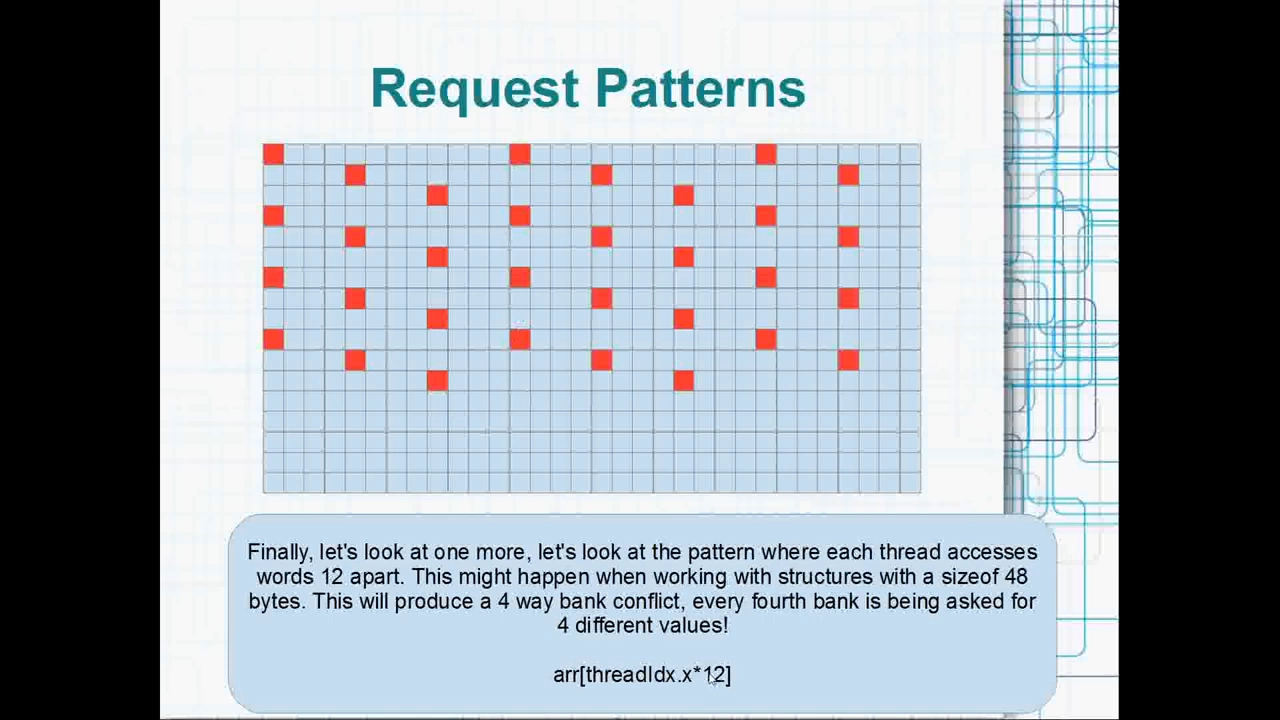 Request Patterns
Finally, let's look at one more, let's look at the pattern where each thread accesses
words 12 apart. This might happen when working with structures with a sizeof 48
bytes. This will produce a 4 way bank conflict, every fourth bank is being asked for
4 different values!
arr[threadIdx.x*12]